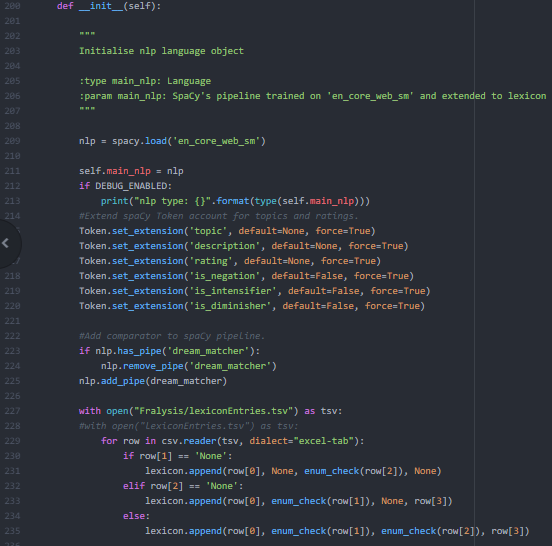 200 def __init__(self):
201
202 """
203 Initialise nlp language object
204
205 :type main_nlp: Language
206 :param main_nlp: SpaCy's pipeline trained on 'en_core_web_sm' and extended to lexicon
207 """
208
209 nlp = spacy.load('en_core_web_sm')
210
211 self.main_nlp = nlp
212 if DEBUG_ENABLED:
213 print("nlp type: {}".format(type(self.main_nlp)))
214 #Extend spaCy Token account for topics and ratings.
Token.set_extension('topic', default=None, force=True)
Token.set_extension('description', default=None, force=True)
Token.set_extension('rating', default=None, force=True)
218 Token.set_extension('is_negation', default=False, force=True)
219 Token.set_extension('is_intensifier', default=False, force=True)
220 Token.set_extension('is_diminisher', default=False, force=True)
221
222 #Add comparator to spaCy pipeline.
223 if nlp.has_pipe('dream_matcher'):
224 nlp.remove_pipe('dream_matcher')
225 nlp.add_pipe(dream_matcher)
226
227 with open("Fralysis/lexiconEntries.tsv") as tsv:
228 #with open("lexiconEntries.tsv") as tsv:
229 for row in csv.reader(tsv, dialect="excel-tab"):
230 if row[1] == 'None':
231 lexicon.append(row[0], None, enum_check(row[2]), None)
232 elif row[2] == 'None':
233 lexicon.append(row[0], enum_check(row[1]), None, row[3])
234 else:
235 lexicon.append(row[0], enum_check(row[1]), enum_check(row[2]), row[3])